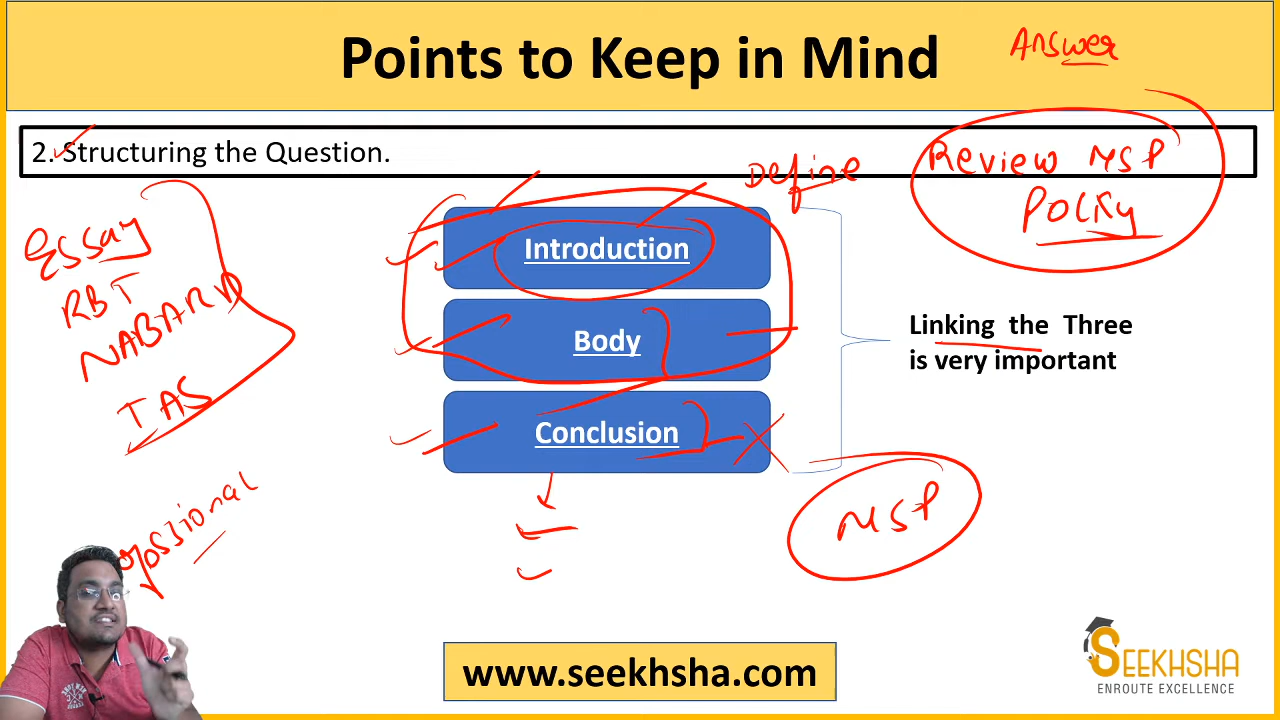 Points to Keep in Mind
Answer
2. Structuring the Question.
Review MSP
Policy
Define
Essay
RBI
NABARD
Introduction
Body
Conclusion
Linking the Three
is very important
MSP
www.seekhsha.com
SEEKHSHA
ENROUTE EXCELLENCE